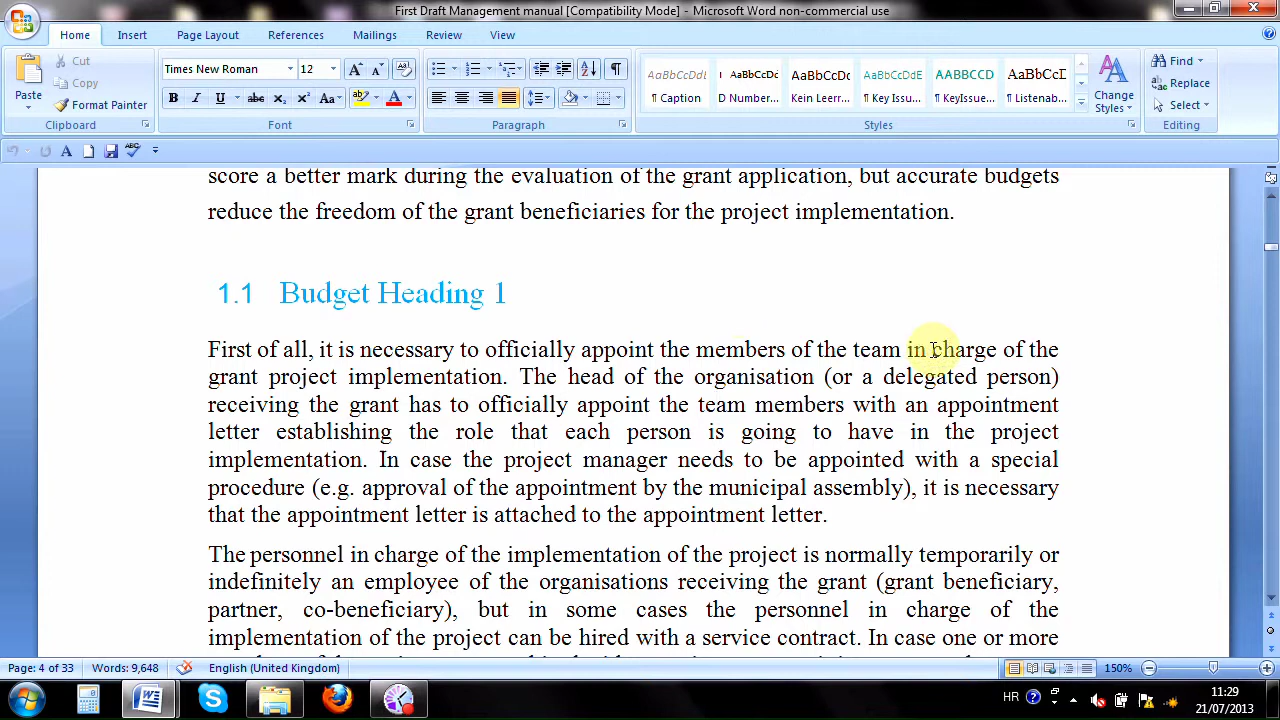 First Draft Management manual [Compatibility Mode] - Microsoft Word non-commercial use
Home Insert Page Layout References Mailings Review View
Paste
Cut
Copy
Format Painter
Clipboard
Times New Roman 12
B I U abc X₂ X² Aa
Font
Paragraph
AaBbCcDdE AaBbCcDc AaBbCcDc AaBbCcDdE AABBCCD AaBbCcD
¶ Caption D Number... Kein Leerr... ¶ Key Issu... ¶ KeyIssue... ¶ Listenab...
Styles
Change Styles
Find
Replace
Select
Editing
score a better mark during the evaluation of the grant application, but accurate budgets
reduce the freedom of the grant beneficiaries for the project implementation.
1.1 Budget Heading 1
First of all, it is necessary to officially appoint the members of the team in charge of the
grant project implementation. The head of the organisation (or a delegated person)
receiving the grant has to officially appoint the team members with an appointment
letter establishing the role that each person is going to have in the project
implementation. In case the project manager needs to be appointed with a special
procedure (e.g. approval of the appointment by the municipal assembly), it is necessary
that the appointment letter is attached to the appointment letter.
The personnel in charge of the implementation of the project is normally temporarily or
indefinitely an employee of the organisations receiving the grant (grant beneficiary,
partner, co-beneficiary), but in some cases the personnel in charge of the
implementation of the project can be hired with a service contract. In case one or more
Page: 4 of 33 Words: 9,648 English (United Kingdom) 150%
HR 11:29
21/07/2013